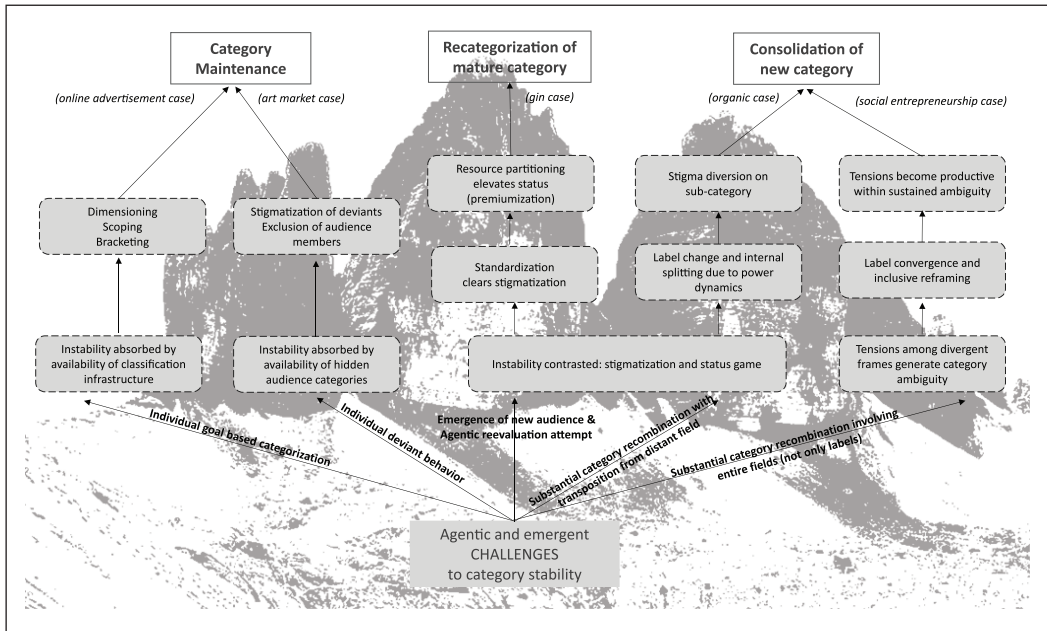 Category
Maintenance
Recategorization of
mature category
Consolidation of
new category
(online advertisement case)
(art market case)
(gin case)
(organic case)
(social entrepreneurship case)
Resource partitioning
elevates status
(premiumization)
Stigma diversion on
sub-category
Tensions become productive
within sustained ambiguity
Dimensioning
Scoping
Bracketing
Stigmatization of deviants
Exclusion of audience
members
Standardization
clears stigmatization
Label change and internal
splitting due to power
dynamics
Label convergence and
inclusive reframing
Instability absorbed by
availability of classification
infrastructure
Instability absorbed by
availability of hidden
audience categories
Instability contrasted: stigmatization and status game
Tensions among divergent
frames generate category
ambiguity
Individual goal based categorization
Individual deviant behavior
Emergence of new audience &
Agentic reevaluation attempt
Substantial category recombination with
transposition from distant field
Substantial category recombination involving
entire fields (not only labels)
Agentic and emergent
CHALLENGES
to category stability